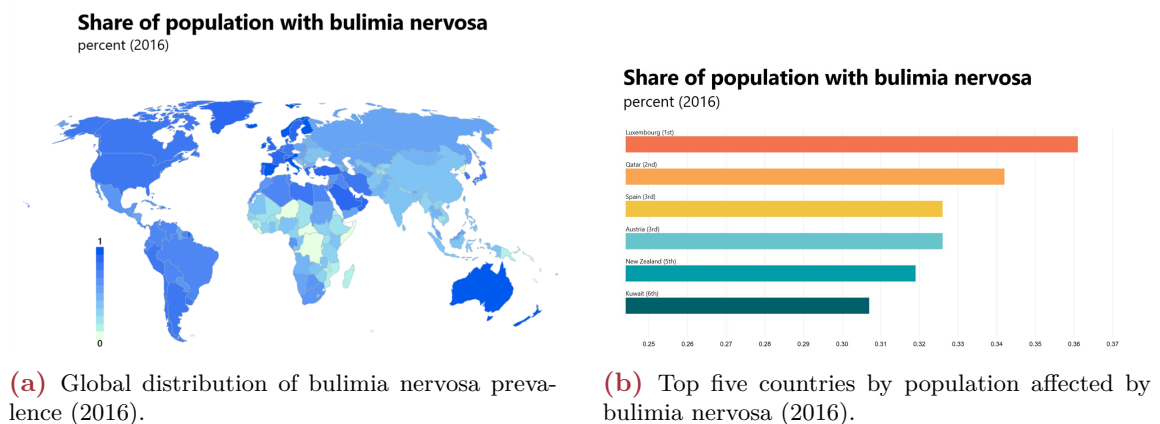 Share of population with bulimia nervosa
percent (2016)
1
0
(a) Global distribution of bulimia nervosa preva-
lence (2016).
Share of population with bulimia nervosa
percent (2016)
Luxembourg (1st)
Qatar (2nd)
Spain (3rd)
Austria (3rd)
New Zealand (5th)
Kuwait (6th)
0.25 0.26 0.27 0.28 0.29 0.30 0.31 0.32 0.33 0.34 0.35 0.36 0.37
(b) Top five countries by population affected by
bulimia nervosa (2016).